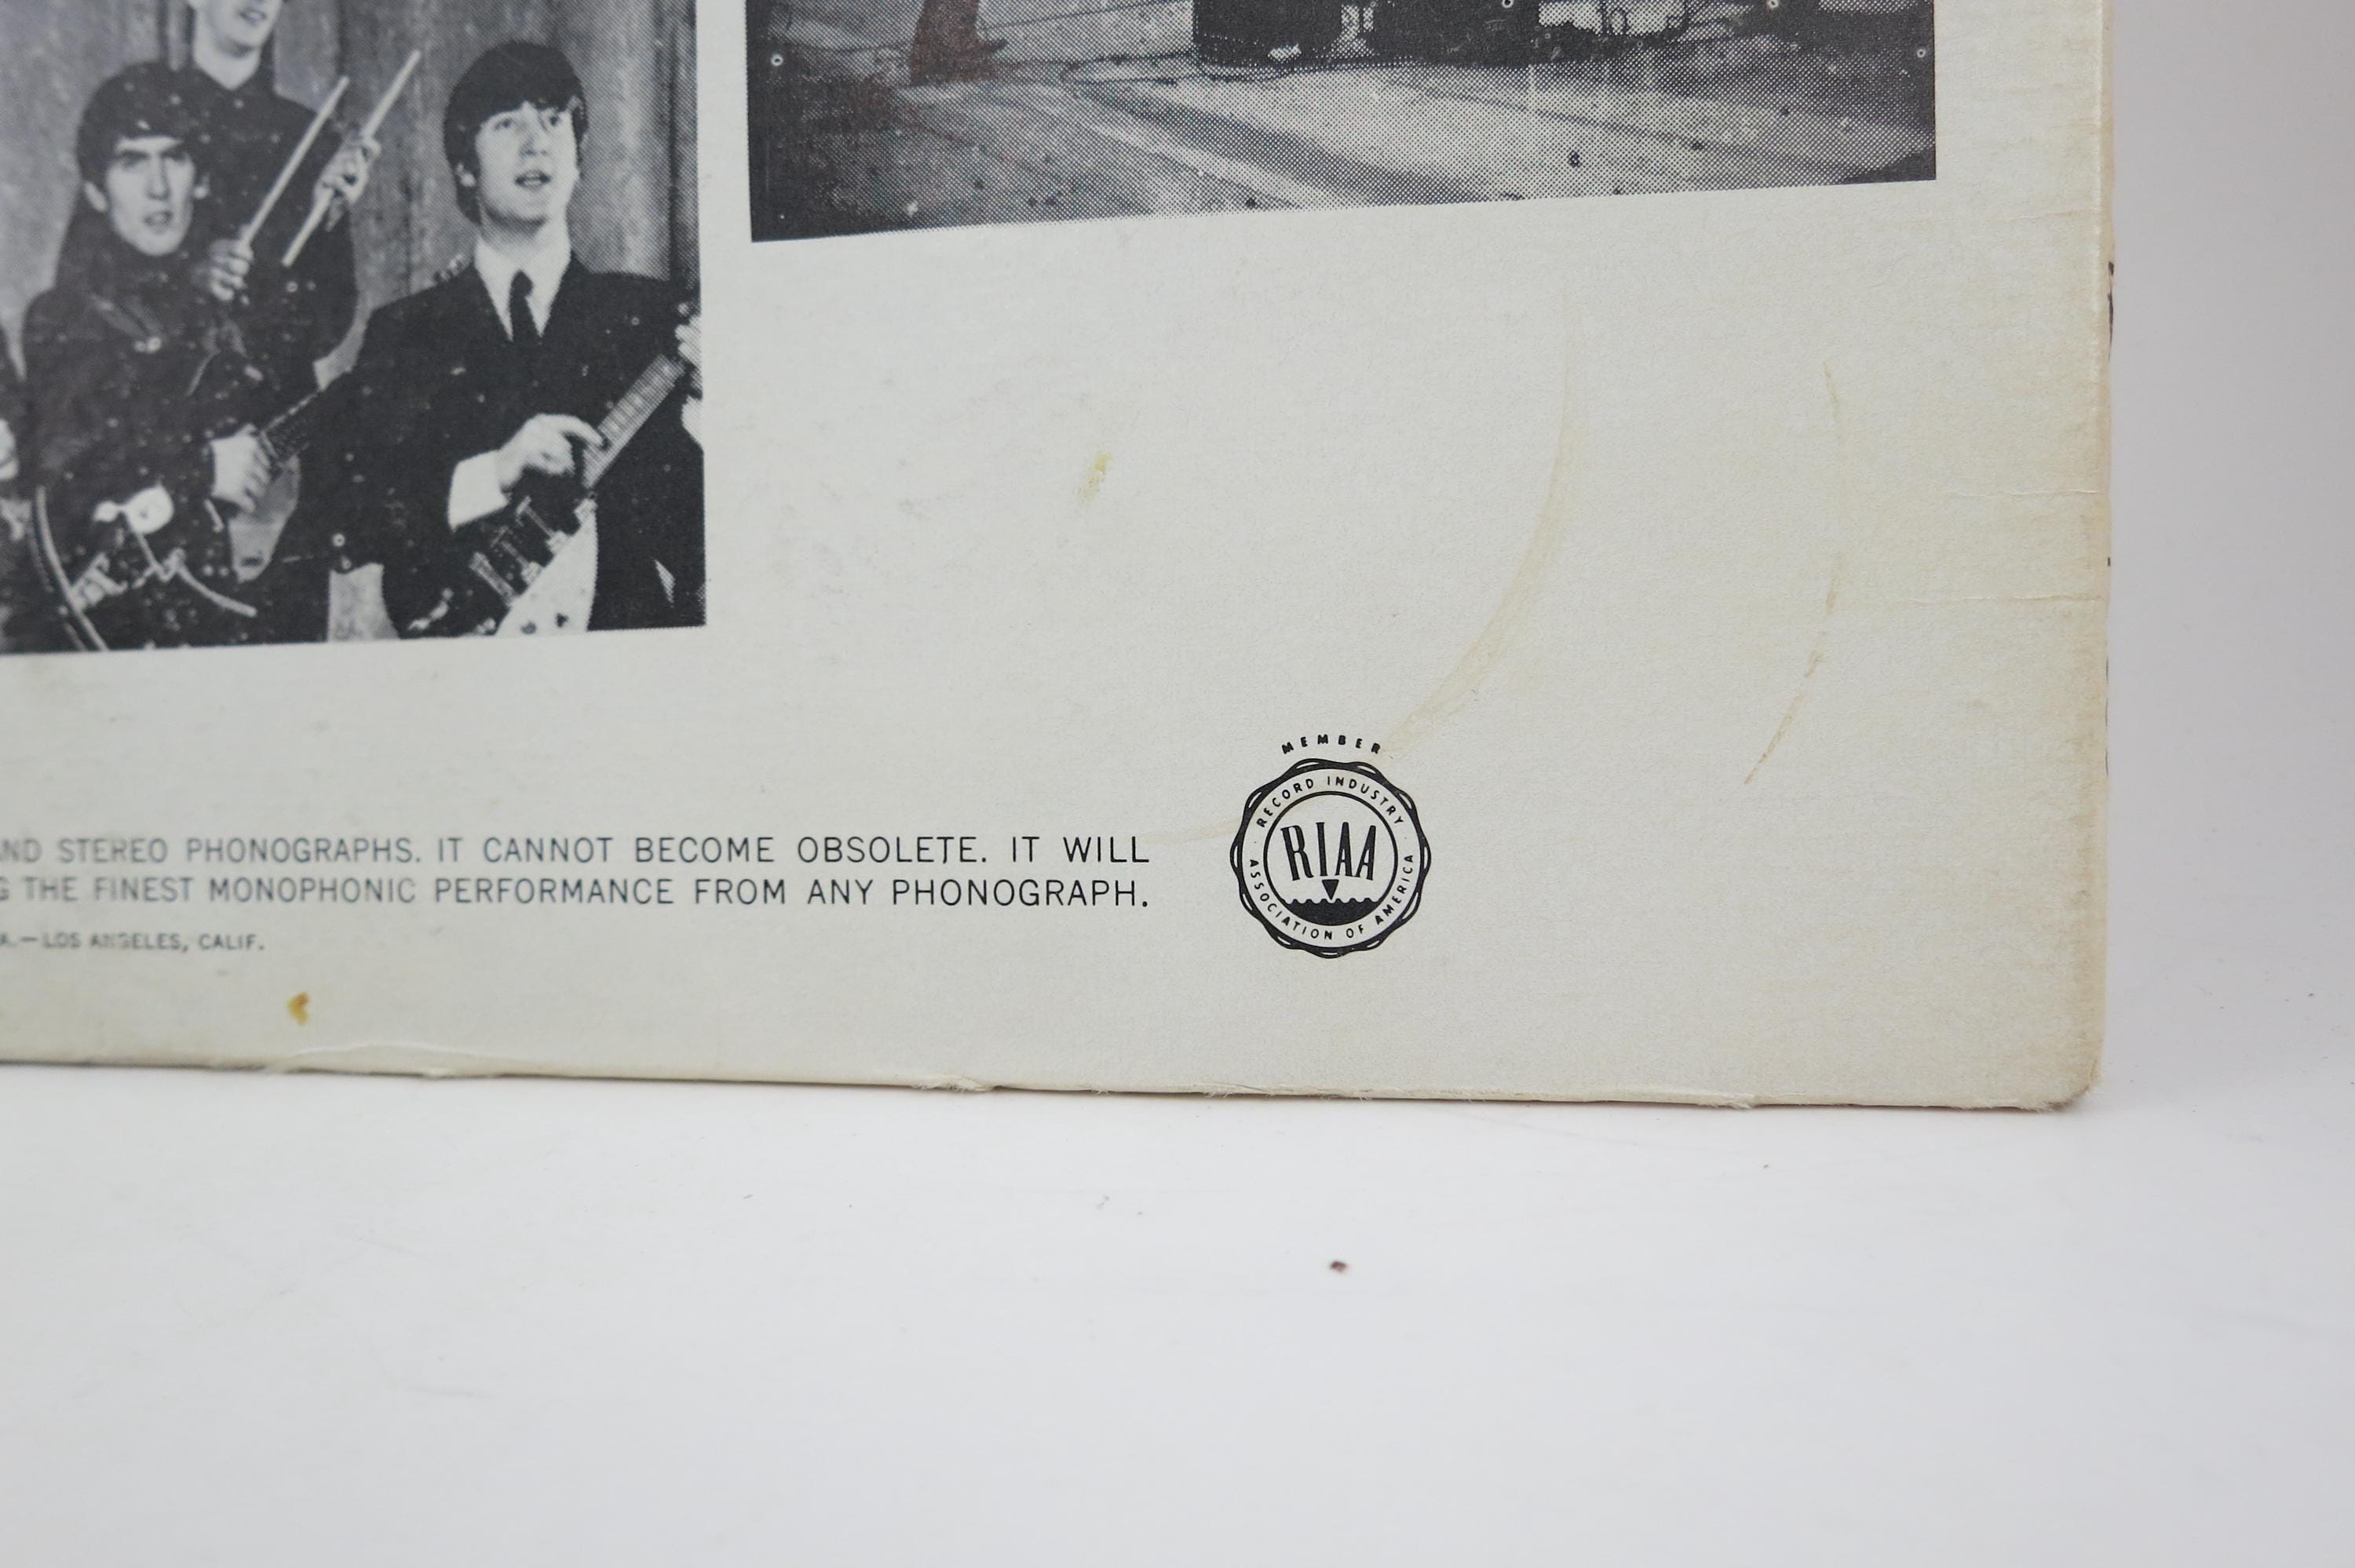 AND STEREO PHONOGRAPHS. IT CANNOT BECOME OBSOLETE. IT WILL
THE FINEST MONOPHONIC PERFORMANCE FROM ANY PHONOGRAPH.
—LOS ANGELES, CALIF.
MEMBER
RECORD INDUSTRY
RIAA
ASSOCIATION OF AMERICA